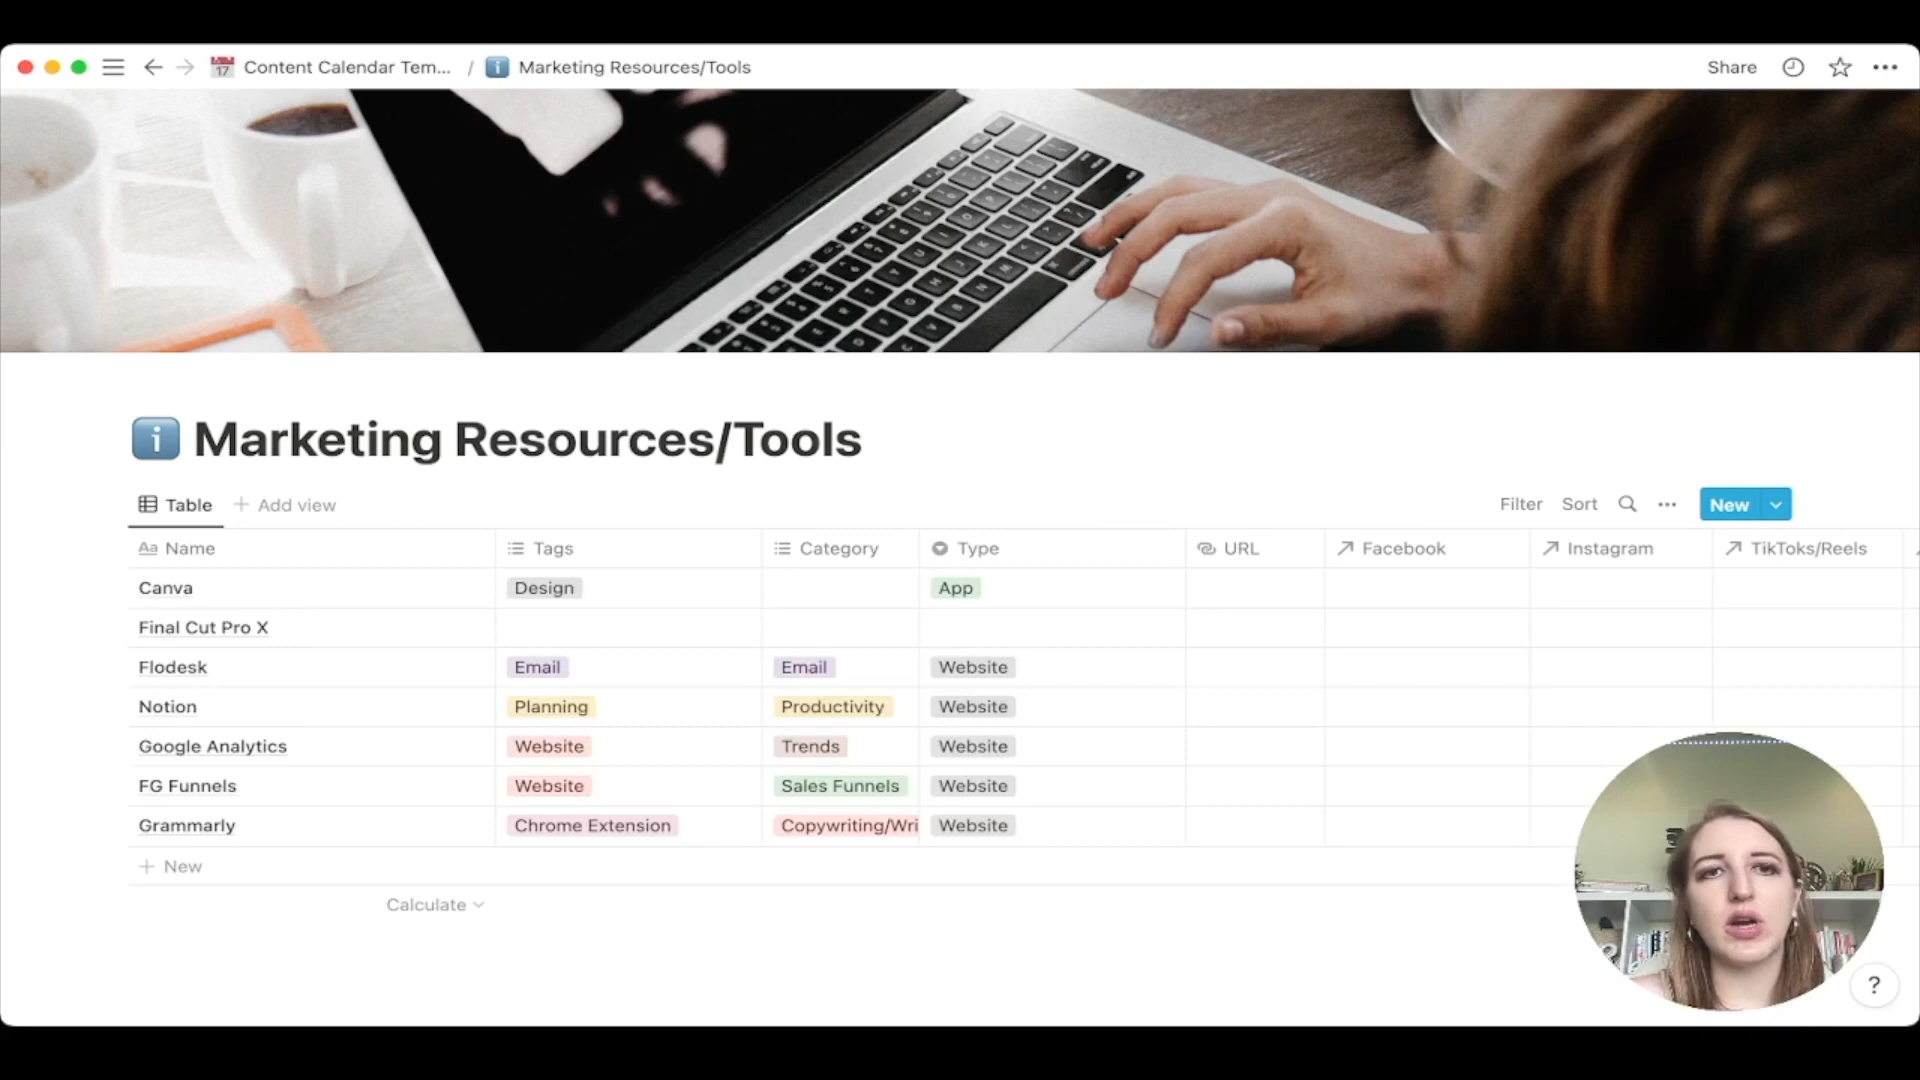 17 Content Calendar Tem... / i Marketing Resources/Tools Share
i Marketing Resources/Tools
Table + Add view Filter Sort New
Aa Name Tags Category Type URL Facebook Instagram TikToks/Reels
Canva Design App
Final Cut Pro X
Flodesk Email Email Website
Notion Planning Productivity Website
Google Analytics Website Trends Website
FG Funnels Website Sales Funnels Website
Grammarly Chrome Extension Copywriting/Wri Website
+ New
Calculate
?